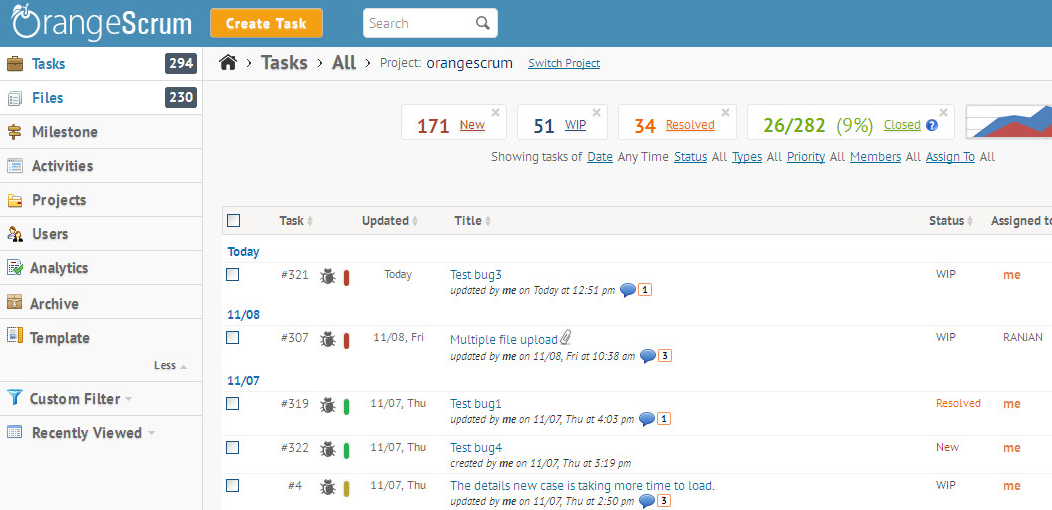 OrangeScrum Create Task Search
Tasks 294
Files 230
Milestone
Activities
Projects
Users
Analytics
Archive
Template
Less
Custom Filter
Recently Viewed
› Tasks › All › Project: orangescrum Switch Project
171 New 51 WIP 34 Resolved 26/282 (9%) Closed ?
Showing tasks of Date Any Time Status All Types All Priority All Members All Assign To All
Task Updated Title Status Assigned to
Today
#321 Today Test bug3 WIP me
updated by me on Today at 12:51 pm 1
11/08
#307 11/08, Fri Multiple file upload WIP RANJAN
updated by me on 11/08, Fri at 10:38 am 3
11/07
#319 11/07, Thu Test bug1 Resolved me
updated by me on 11/07, Thu at 4:03 pm 1
#322 11/07, Thu Test bug4 New me
created by me on 11/07, Thu at 3:19 pm
#4 11/07, Thu The details new case is taking more time to load. WIP me
updated by me on 11/07, Thu at 2:50 pm 3